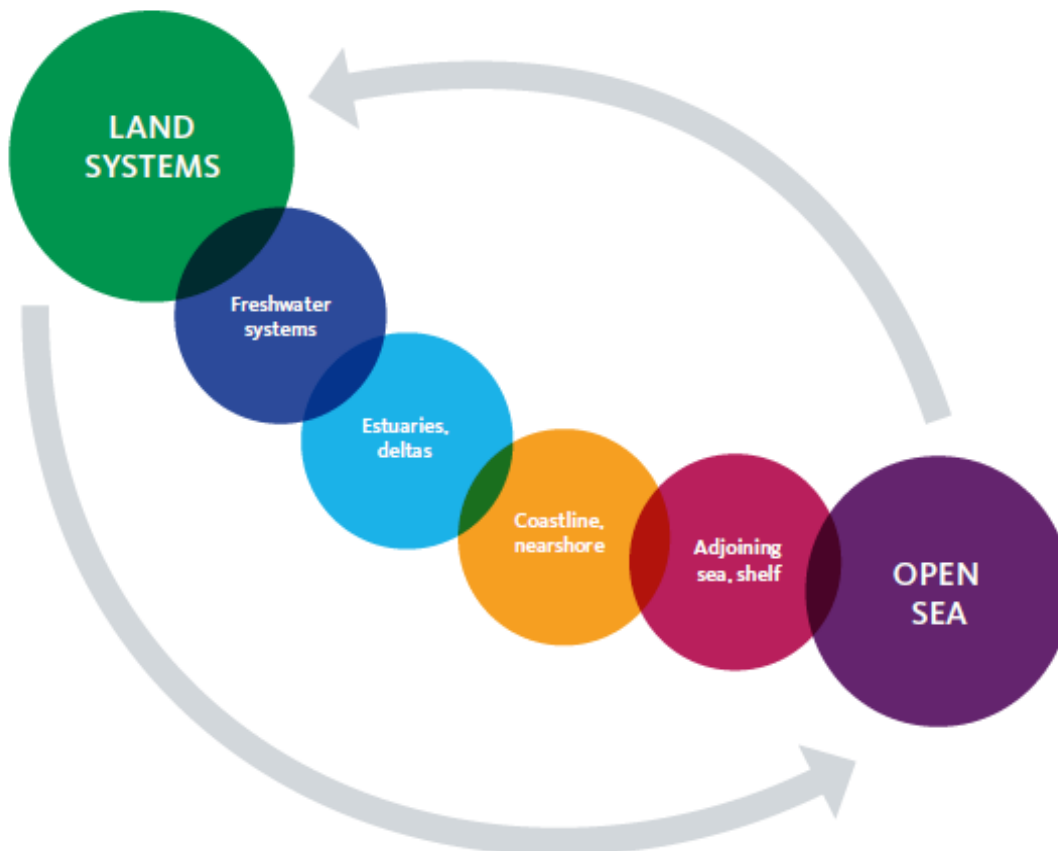 LAND
SYSTEMS
Freshwater
systems
Estuaries,
deltas
Coastline,
nearshore
Adjoining
sea, shelf
OPEN
SEA